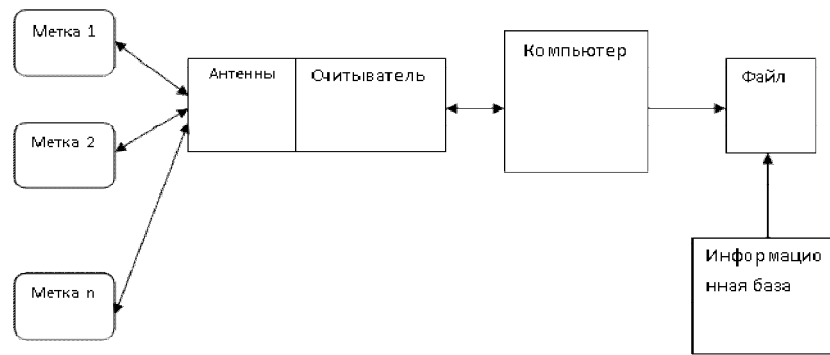 Метка 1
Антенны
Считыватель
Компьютер
Файл
Метка 2
Метка n
Информацио
нная база